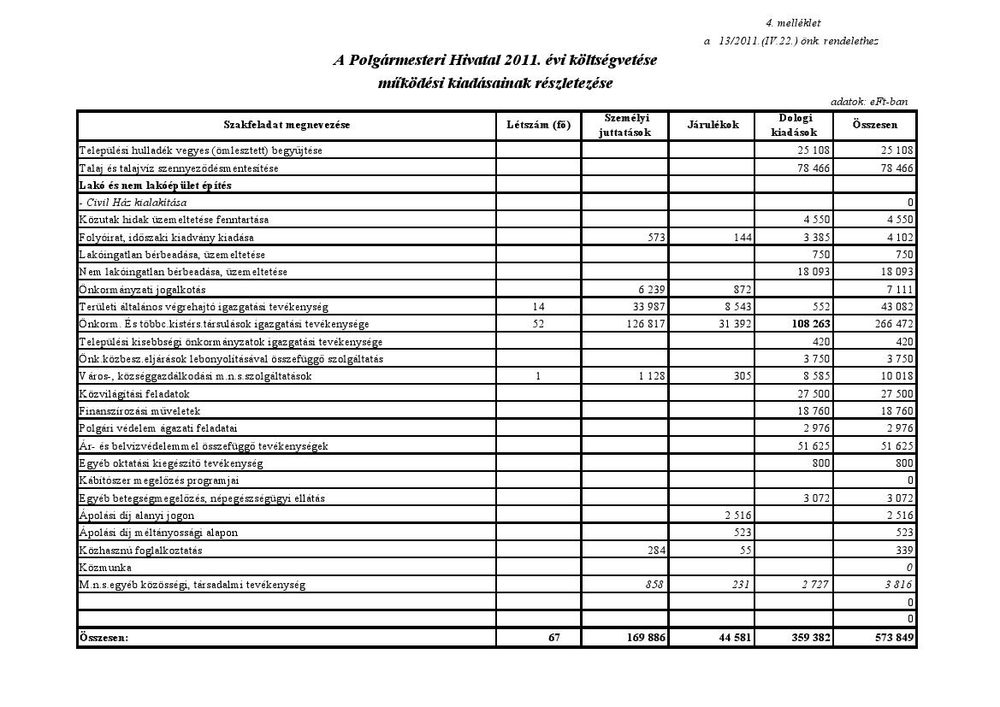 4. melléklet
a 13/2011.(IV.22.) önk. rendelethez
A Polgármesteri Hivatal 2011. évi költségvetése
működési kiadásainak részletezése
adatok: eFt-ban
Szakfeladat megnevezése Létszám (fő) Személyi juttatások Járulékok Dologi kiadások Összesen
Települési hulladék vegyes (ömlesztett) begyűjtése 25 108 25 108
Talaj és talajvíz szennyeződésmentesítése 78 466 78 466
Lakó és nem lakóépület építés
- Civil Ház kialakítása 0
Közutak hidak üzemeltetése fenntartása 4 550 4 550
Folyóirat, időszaki kiadvány kiadása 573 144 3 385 4 102
Lakóingatlan bérbeadása, üzemeltetése 750 750
Nem lakóingatlan bérbeadása, üzemeltetése 18 093 18 093
Önkormányzati jogalkotás 6 239 872 7 111
Területi általános végrehajtó igazgatási tevékenység 14 33 987 8 543 552 43 082
Önkorm. És többc.kistérs.társulások igazgatási tevékenysége 52 126 817 31 392 108 263 266 472
Települési kisebbségi önkormányzatok igazgatási tevékenysége 420 420
Önk.közbesz.eljárások lebonyolításával összefüggő szolgáltatás 3 750 3 750
Város-, községgazdálkodási m.n.s.szolgáltatások 1 1 128 305 8 585 10 018
Közvilágítási feladatok 27 500 27 500
Finanszírozási műveletek 18 760 18 760
Polgári védelem ágazati feladatai 2 976 2 976
Ár- és belvízvédelemmel összefüggő tevékenységek 51 625 51 625
Egyéb oktatási kiegészítő tevékenység 800 800
Kábítószer megelőzés programjai 0
Egyéb betegségmegelőzés, népegészségügyi ellátás 3 072 3 072
Ápolási díj alanyi jogon 2 516 2 516
Ápolási díj méltányossági alapon 523 523
Közhasznú foglalkoztatás 284 55 339
Közmunka 0
M.n.s.egyéb közösségi, társadalmi tevékenység 858 231 2 727 3 816
0
0
Összesen: 67 169 886 44 581 359 382 573 849